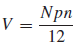 V = Npn / 12